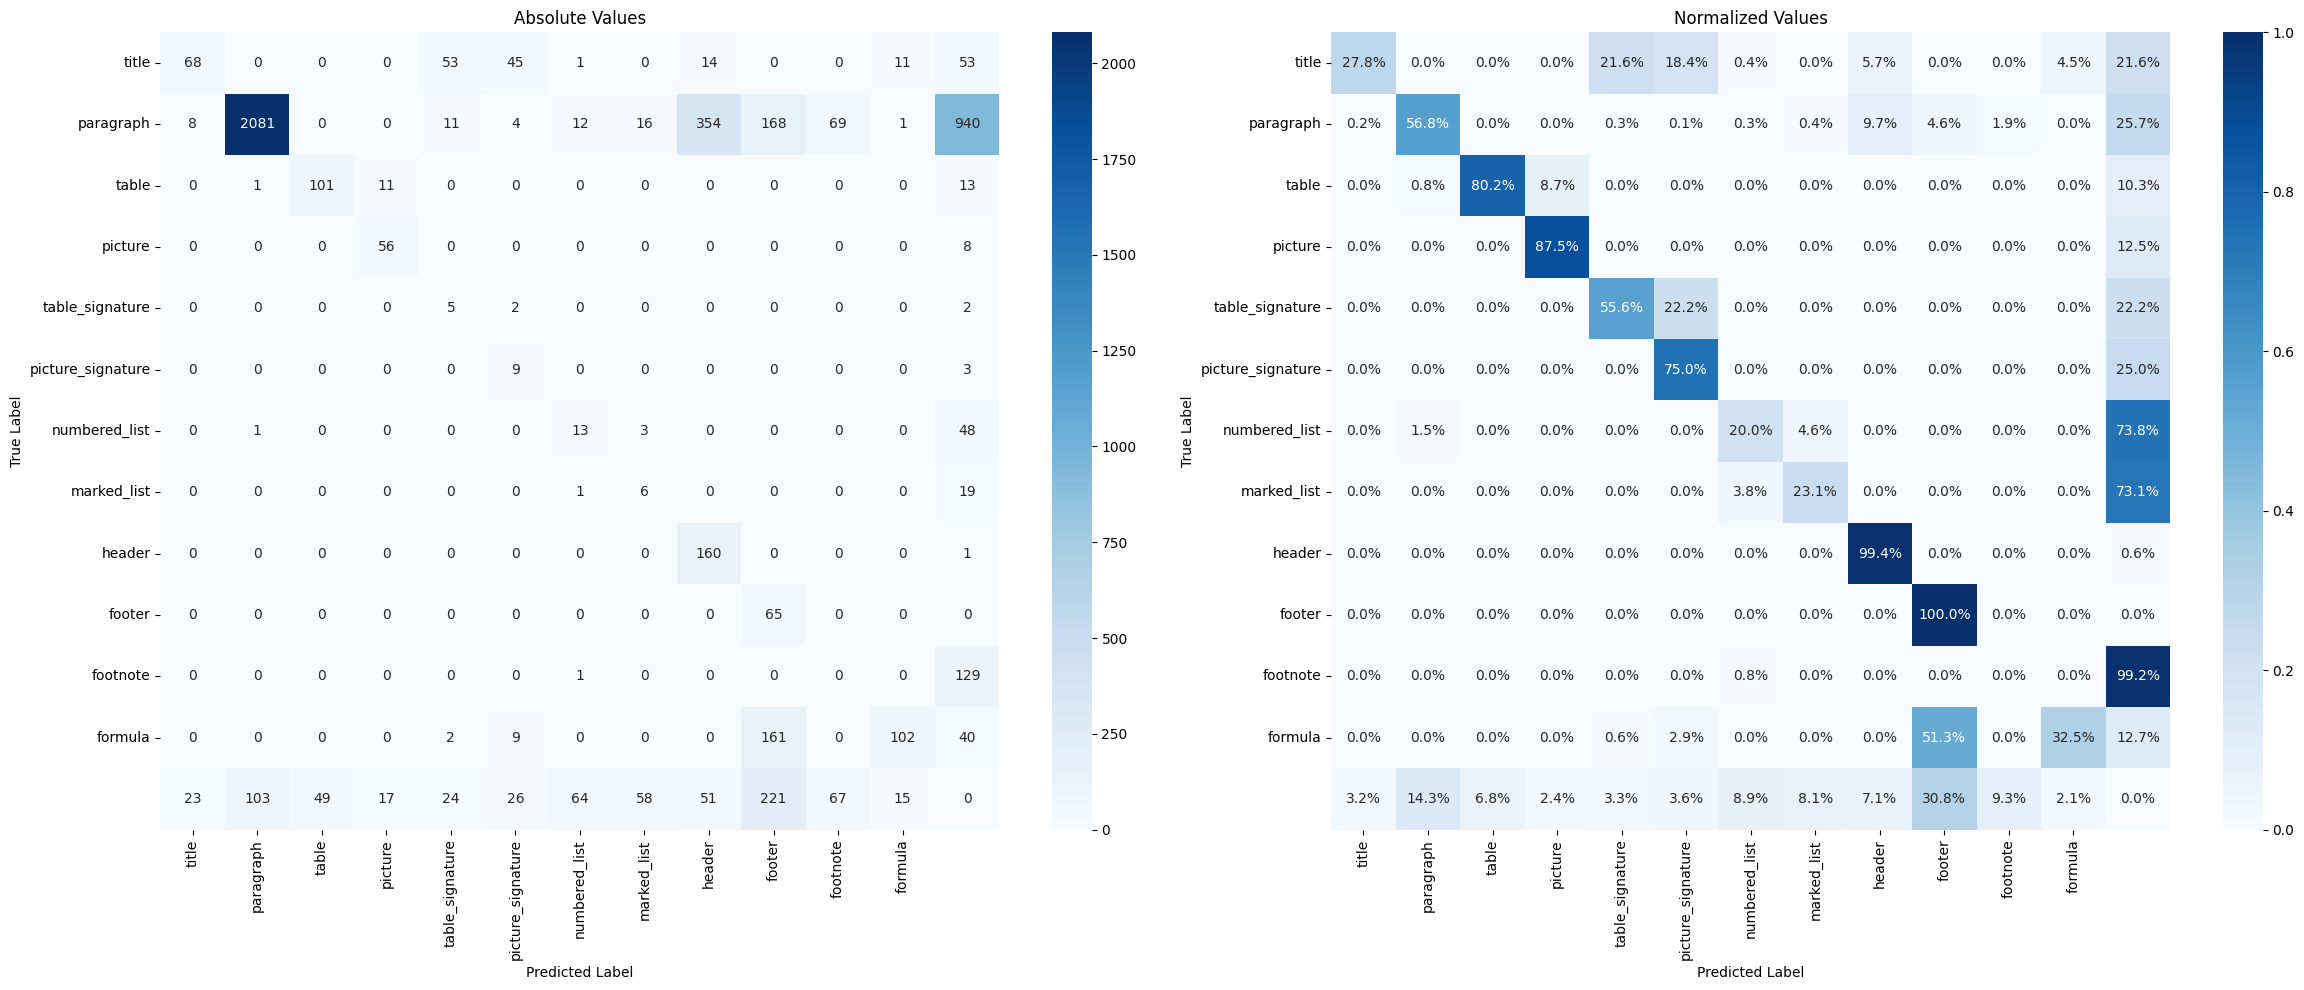 Absolute Values
title 68 0 0 0 53 45 1 0 14 0 0 11 53
paragraph 8 2081 0 0 11 4 12 16 354 168 69 1 940
table 0 1 101 11 0 0 0 0 0 0 0 0 13
picture 0 0 0 56 0 0 0 0 0 0 0 0 8
table_signature 0 0 0 0 5 2 0 0 0 0 0 0 2
picture_signature 0 0 0 0 0 9 0 0 0 0 0 0 3
numbered_list 0 1 0 0 0 0 13 3 0 0 0 0 48
marked_list 0 0 0 0 0 0 1 6 0 0 0 0 19
header 0 0 0 0 0 0 0 0 160 0 0 0 1
footer 0 0 0 0 0 0 0 0 0 65 0 0 0
footnote 0 0 0 0 0 0 1 0 0 0 0 0 129
formula 0 0 0 0 2 9 0 0 0 161 0 102 40
23 103 49 17 24 26 64 58 51 221 67 15 0
title paragraph table picture table_signature picture_signature numbered_list marked_list header footer footnote formula
True Label
Predicted Label
2000
1750
1500
1250
1000
750
500
250
0
Normalized Values
title 27.8% 0.0% 0.0% 0.0% 21.6% 18.4% 0.4% 0.0% 5.7% 0.0% 0.0% 4.5% 21.6%
paragraph 0.2% 56.8% 0.0% 0.0% 0.3% 0.1% 0.3% 0.4% 9.7% 4.6% 1.9% 0.0% 25.7%
table 0.0% 0.8% 80.2% 8.7% 0.0% 0.0% 0.0% 0.0% 0.0% 0.0% 0.0% 0.0% 10.3%
picture 0.0% 0.0% 0.0% 87.5% 0.0% 0.0% 0.0% 0.0% 0.0% 0.0% 0.0% 0.0% 12.5%
table_signature 0.0% 0.0% 0.0% 0.0% 55.6% 22.2% 0.0% 0.0% 0.0% 0.0% 0.0% 0.0% 22.2%
picture_signature 0.0% 0.0% 0.0% 0.0% 0.0% 75.0% 0.0% 0.0% 0.0% 0.0% 0.0% 0.0% 25.0%
numbered_list 0.0% 1.5% 0.0% 0.0% 0.0% 0.0% 20.0% 4.6% 0.0% 0.0% 0.0% 0.0% 73.8%
marked_list 0.0% 0.0% 0.0% 0.0% 0.0% 0.0% 3.8% 23.1% 0.0% 0.0% 0.0% 0.0% 73.1%
header 0.0% 0.0% 0.0% 0.0% 0.0% 0.0% 0.0% 0.0% 99.4% 0.0% 0.0% 0.0% 0.6%
footer 0.0% 0.0% 0.0% 0.0% 0.0% 0.0% 0.0% 0.0% 0.0% 100.0% 0.0% 0.0% 0.0%
footnote 0.0% 0.0% 0.0% 0.0% 0.0% 0.0% 0.8% 0.0% 0.0% 0.0% 0.0% 0.0% 99.2%
formula 0.0% 0.0% 0.0% 0.0% 0.6% 2.9% 0.0% 0.0% 0.0% 51.3% 0.0% 32.5% 12.7%
3.2% 14.3% 6.8% 2.4% 3.3% 3.6% 8.9% 8.1% 7.1% 30.8% 9.3% 2.1% 0.0%
title paragraph table picture table_signature picture_signature numbered_list marked_list header footer footnote formula
True Label
Predicted Label
1.0
0.8
0.6
0.4
0.2
0.0